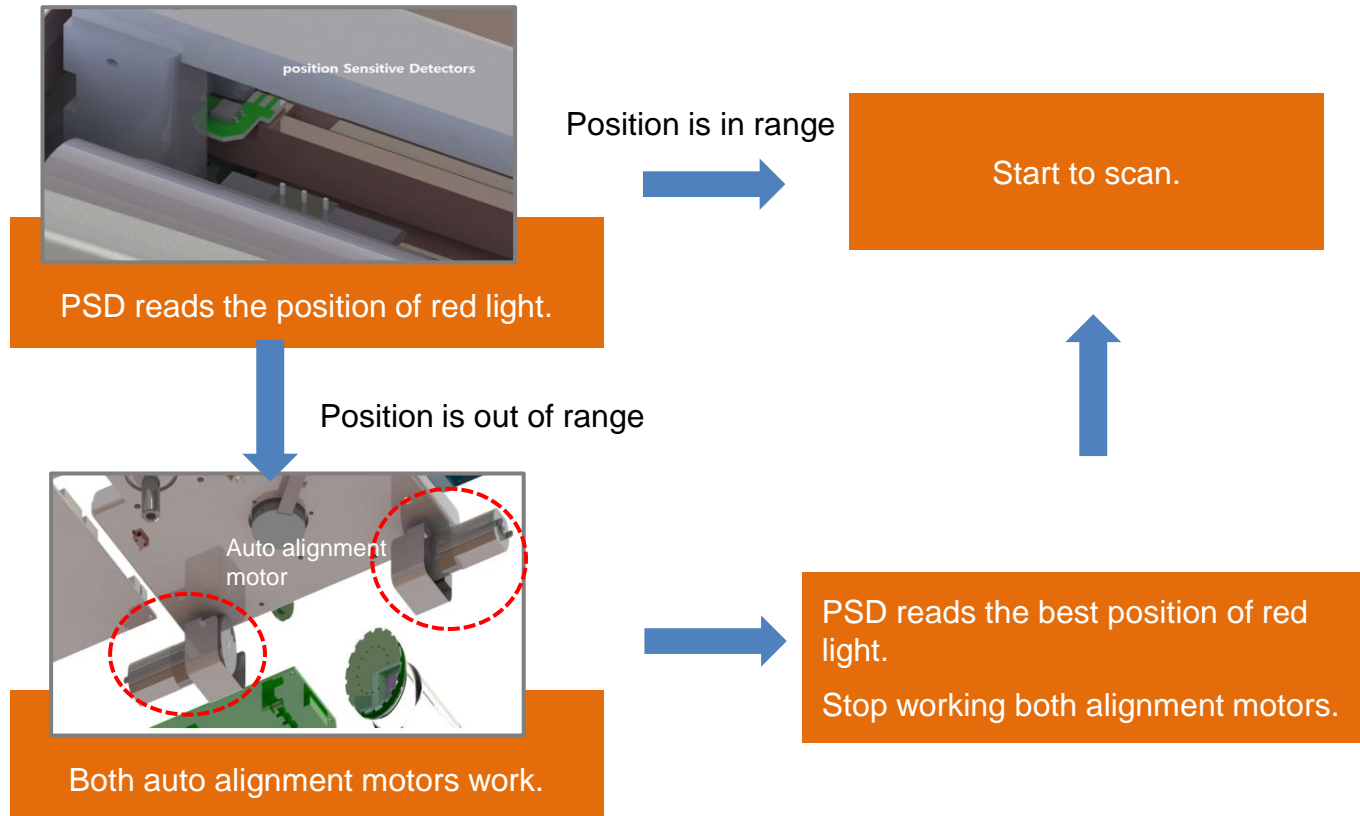 position Sensitive Detectors
Position is in range
Start to scan.
PSD reads the position of red light.
Position is out of range
Auto alignment
motor
PSD reads the best position of red
light.
Stop working both alignment motors.
Both auto alignment motors work.